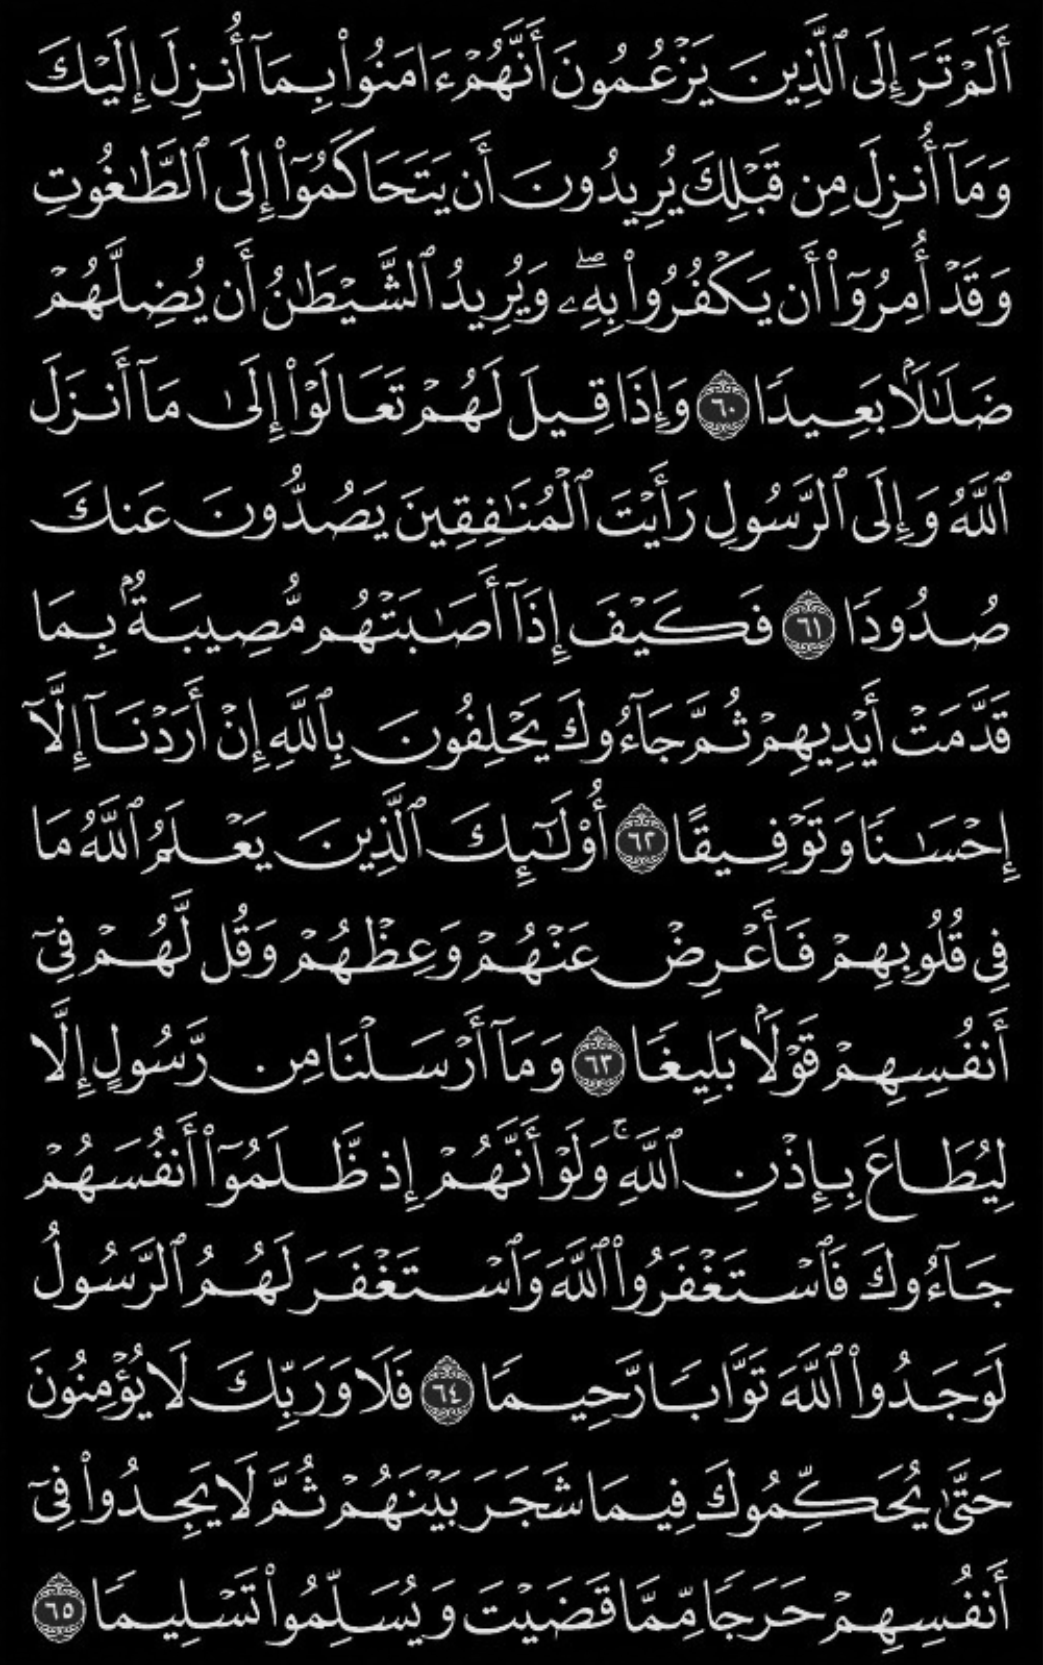 أَلَمْ تَرَ إِلَى ٱلَّذِينَ يَزْعُمُونَ أَنَّهُمْ ءَامَنُوا۟ بِمَآ أُنزِلَ إِلَيْكَ
وَمَآ أُنزِلَ مِن قَبْلِكَ يُرِيدُونَ أَن يَتَحَاكَمُوٓا۟ إِلَى ٱلطَّـٰغُوتِ
وَقَدْ أُمِرُوٓا۟ أَن يَكْفُرُوا۟ بِهِۦۖ وَيُرِيدُ ٱلشَّيْطَـٰنُ أَن يُضِلَّهُمْ
ضَلَـٰلًۢا بَعِيدًا ٦٠ وَإِذَا قِيلَ لَهُمْ تَعَالَوْا۟ إِلَىٰ مَآ أَنزَلَ
ٱللَّهُ وَإِلَى ٱلرَّسُولِ رَأَيْتَ ٱلْمُنَـٰفِقِينَ يَصُدُّونَ عَنكَ
صُدُودًا ٦١ فَكَيْفَ إِذَآ أَصَـٰبَتْهُم مُّصِيبَةٌۢ بِمَا
قَدَّمَتْ أَيْدِيهِمْ ثُمَّ جَآءُوكَ يَحْلِفُونَ بِٱللَّهِ إِنْ أَرَدْنَآ إِلَّآ
إِحْسَـٰنًا وَتَوْفِيقًا ٦٢ أُو۟لَـٰٓئِكَ ٱلَّذِينَ يَعْلَمُ ٱللَّهُ مَا
فِى قُلُوبِهِمْ فَأَعْرِضْ عَنْهُمْ وَعِظْهُمْ وَقُل لَّهُمْ فِىٓ
أَنفُسِهِمْ قَوْلًۢا بَلِيغًا ٦٣ وَمَآ أَرْسَلْنَا مِن رَّسُولٍ إِلَّا
لِيُطَاعَ بِإِذْنِ ٱللَّهِۚ وَلَوْ أَنَّهُمْ إِذ ظَّلَمُوٓا۟ أَنفُسَهُمْ
جَآءُوكَ فَٱسْتَغْفَرُوا۟ ٱللَّهَ وَٱسْتَغْفَرَ لَهُمُ ٱلرَّسُولُ
لَوَجَدُوا۟ ٱللَّهَ تَوَّابًا رَّحِيمًا ٦٤ فَلَا وَرَبِّكَ لَا يُؤْمِنُونَ
حَتَّىٰ يُحَكِّمُوكَ فِيمَا شَجَرَ بَيْنَهُمْ ثُمَّ لَا يَجِدُوا۟ فِىٓ
أَنفُسِهِمْ حَرَجًا مِّمَّا قَضَيْتَ وَيُسَلِّمُوا۟ تَسْلِيمًا ٦٥